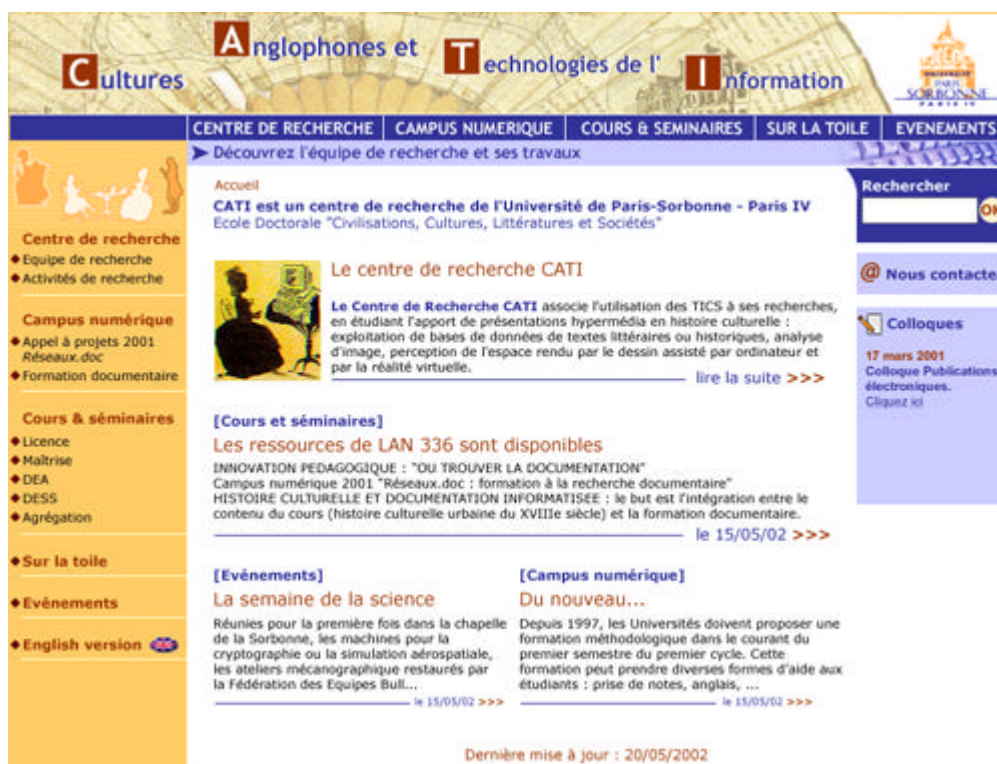 Cultures
Anglophones et
Technologies de l'
Information
UNIVERSITÉ
PARIS
SORBONNE
PARIS IV
CENTRE DE RECHERCHE
CAMPUS NUMERIQUE
COURS & SEMINAIRES
SUR LA TOILE
EVENEMENTS
Découvrez l'équipe de recherche et ses travaux
Centre de recherche
Equipe de recherche
Activités de recherche
Campus numérique
Appel à projets 2001
Réseaux.doc
Formation documentaire
Cours & séminaires
Licence
Maîtrise
DEA
DESS
Agrégation
Sur la toile
Evénements
English version
Accueil
CATI est un centre de recherche de l'Université de Paris-Sorbonne - Paris IV
Ecole Doctorale "Civilisations, Cultures, Littératures et Sociétés"
Le centre de recherche CATI
Le Centre de Recherche CATI associe l'utilisation des TICS à ses recherches,
en étudiant l'apport de présentations hypermédia en histoire culturelle :
exploitation de bases de données de textes littéraires ou historiques, analyse
d'image, perception de l'espace rendu par le dessin assisté par ordinateur et
par la réalité virtuelle.
lire la suite >>>
[Cours et séminaires]
Les ressources de LAN 336 sont disponibles
INNOVATION PEDAGOGIQUE : "OU TROUVER LA DOCUMENTATION"
Campus numérique 2001 "Réseaux.doc : formation à la recherche documentaire"
HISTOIRE CULTURELLE ET DOCUMENTATION INFORMATISEE : le but est l'intégration entre le
contenu du cours (histoire culturelle urbaine du XVIIIe siècle) et la formation documentaire.
le 15/05/02 >>>
[Evénements]
La semaine de la science
Réunies pour la première fois dans la chapelle
de la Sorbonne, les machines pour la
cryptographie ou la simulation aérospatiale,
les ateliers mécanographique restaurés par
la Fédération des Equipes Bull...
le 15/05/02 >>>
[Campus numérique]
Du nouveau...
Depuis 1997, les Universités doivent proposer une
formation méthodologique dans le courant du
premier semestre du premier cycle. Cette
formation peut prendre diverses formes d'aide aux
étudiants : prise de notes, anglais, ...
le 15/05/02 >>>
Rechercher
OK
@ Nous contacte
Colloques
17 mars 2001
Colloque Publications
électroniques.
Cliquez ici
Dernière mise à jour : 20/05/2002